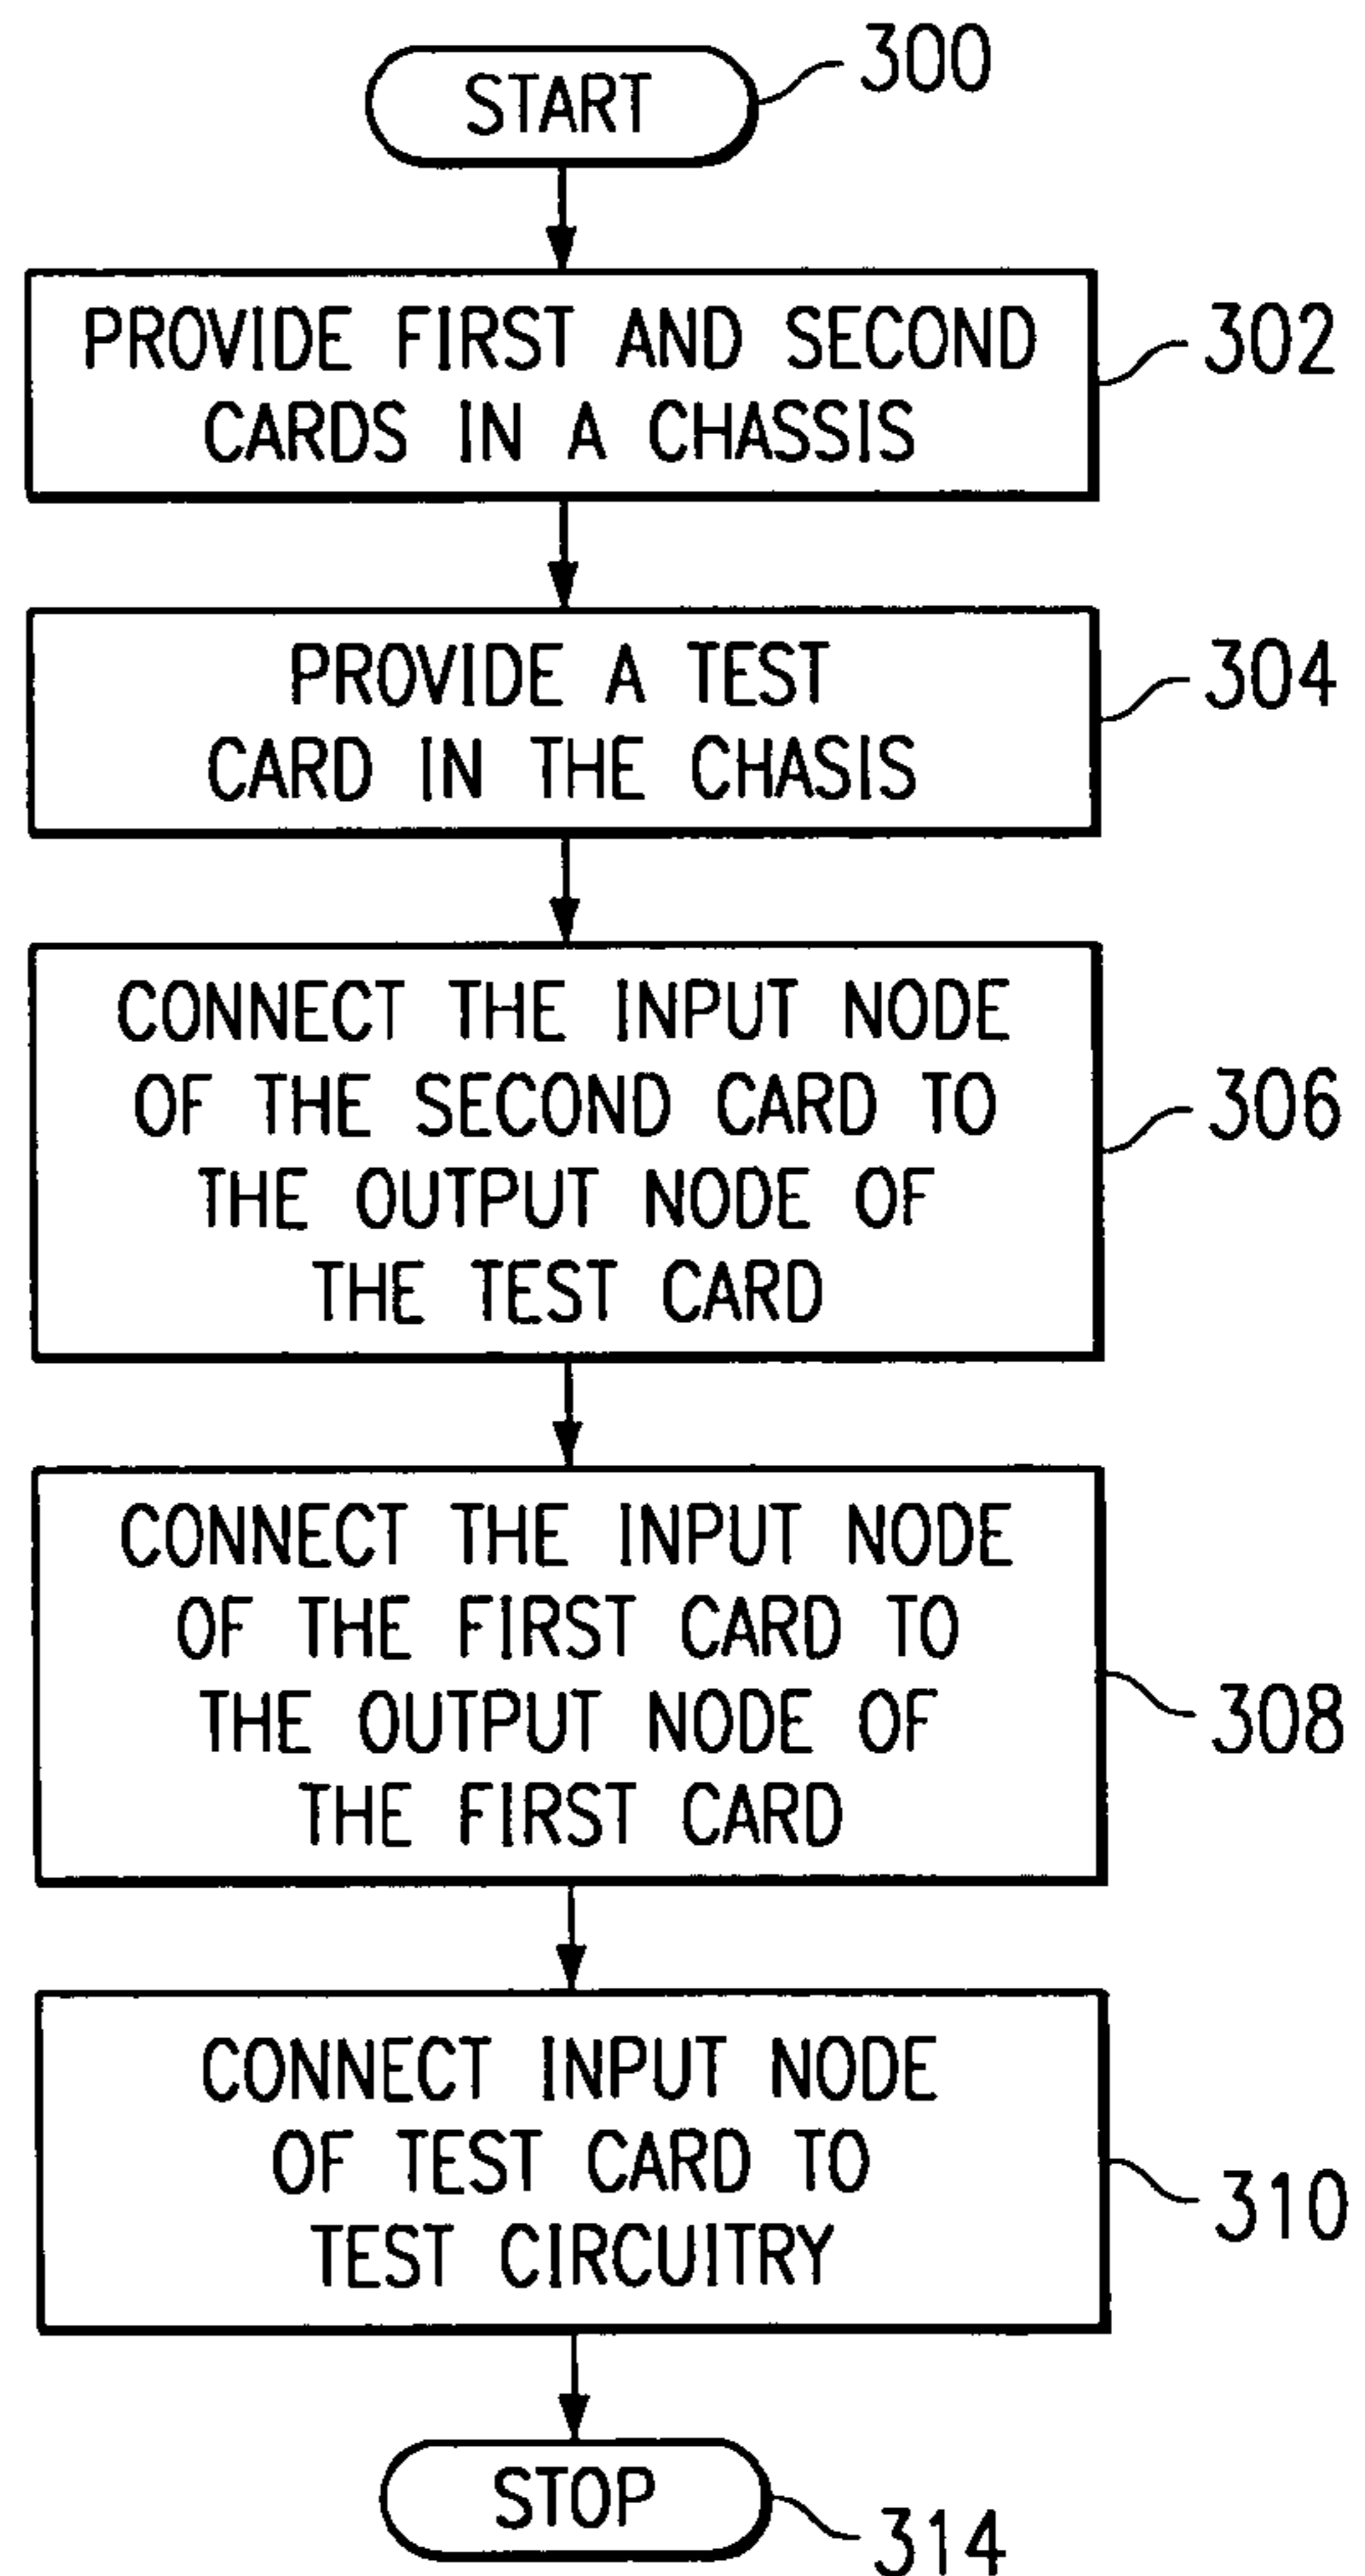 START
300
PROVIDE FIRST AND SECOND
CARDS IN A CHASSIS
302
PROVIDE A TEST
CARD IN THE CHASIS
304
CONNECT THE INPUT NODE
OF THE SECOND CARD TO
THE OUTPUT NODE OF
THE TEST CARD
306
CONNECT THE INPUT NODE
OF THE FIRST CARD TO
THE OUTPUT NODE OF
THE FIRST CARD
308
CONNECT INPUT NODE
OF TEST CARD TO
TEST CIRCUITRY
310
STOP
314